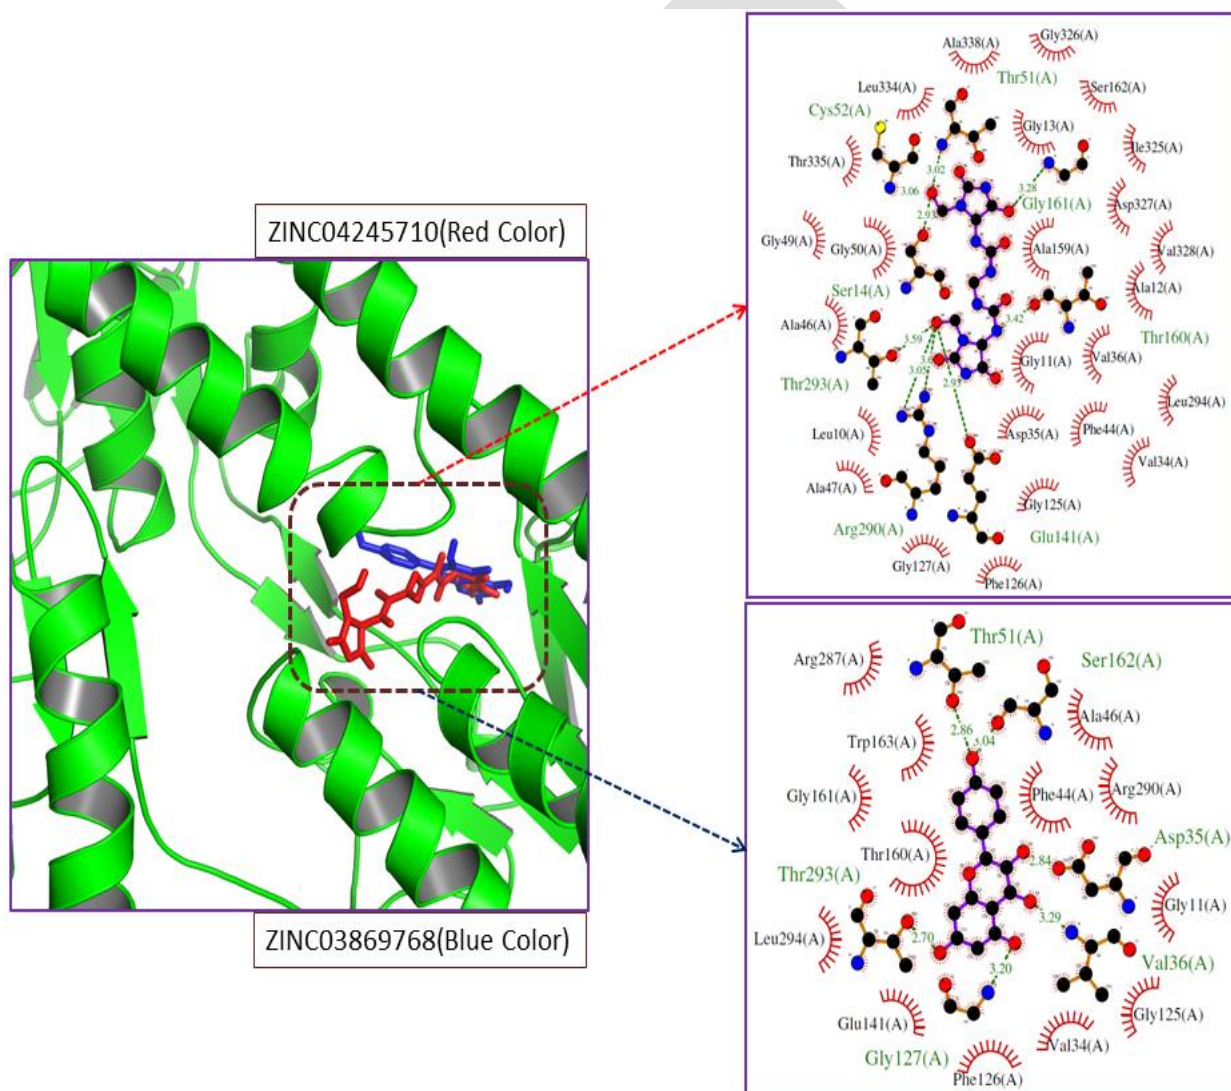 ZINC04245710(Red Color)
ZINC03869768(Blue Color)
Gly326(A)
Ala338(A)
Thr51(A)
Leu334(A)
Ser162(A)
Cys52(A)
Gly13(A)
Ile325(A)
Thr335(A)
3.02
3.06
3.28
2.93
Gly161(A)
Asp327(A)
Gly49(A)
Gly50(A)
Ala159(A)
Val328(A)
Ser14(A)
Ala12(A)
Ala46(A)
3.42
Thr160(A)
3.59
Gly11(A)
Val36(A)
3.05
2.93
Thr293(A)
Leu294(A)
Leu10(A)
Asp35(A)
Phe44(A)
Val34(A)
Ala47(A)
Gly125(A)
Arg290(A)
Glu141(A)
Gly127(A)
Phe126(A)
Thr51(A)
Arg287(A)
Ser162(A)
Ala46(A)
2.86
3.04
Trp163(A)
Gly161(A)
Phe44(A)
Arg290(A)
Asp35(A)
Thr160(A)
2.84
Thr293(A)
Gly11(A)
3.29
Leu294(A)
2.70
Val36(A)
3.20
Gly125(A)
Glu141(A)
Val34(A)
Gly127(A)
Phe126(A)